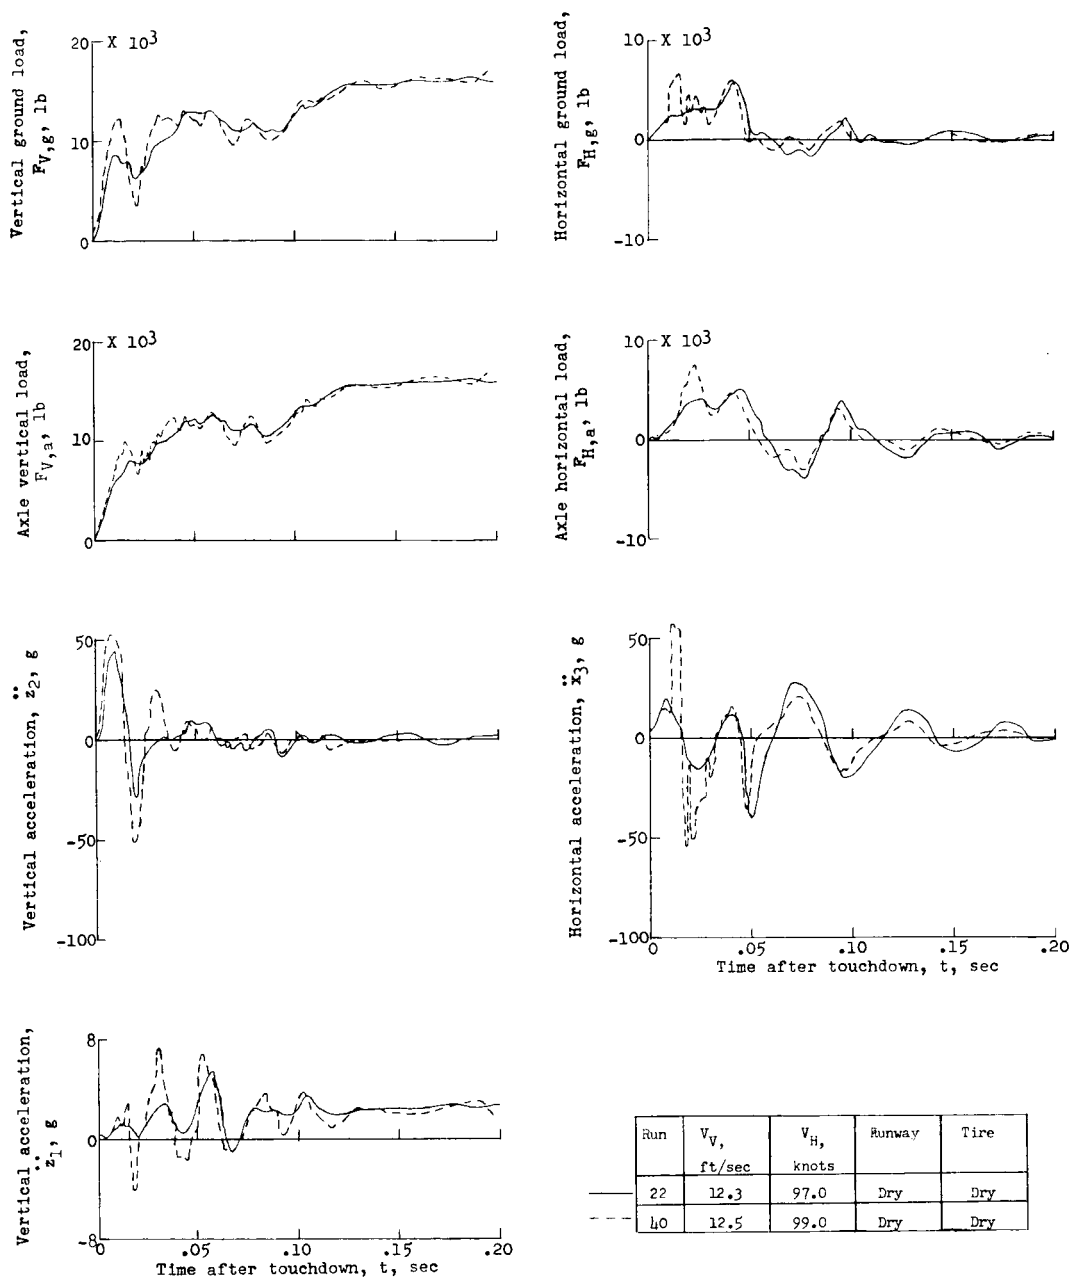 Vertical ground load,
F_V,g, lb
20
X 10³
10
0
Horizontal ground load,
F_H,g, lb
10
X 10³
0
-10
Axle vertical load,
F_V,a, lb
20
X 10³
10
0
Axle horizontal load,
F_H,a, lb
10
X 10³
0
-10
Vertical acceleration, z̈₂, g
50
0
-50
-100
Horizontal acceleration, ẍ₃, g
50
0
-50
-100
0 .05 .10 .15 .20
Time after touchdown, t, sec
Vertical acceleration,
z̈₁, g
8
0
-8
0 .05 .10 .15 .20
Time after touchdown, t, sec
Run V_V, V_H, Runway Tire
ft/sec knots
22 12.3 97.0 Dry Dry
40 12.5 99.0 Dry Dry